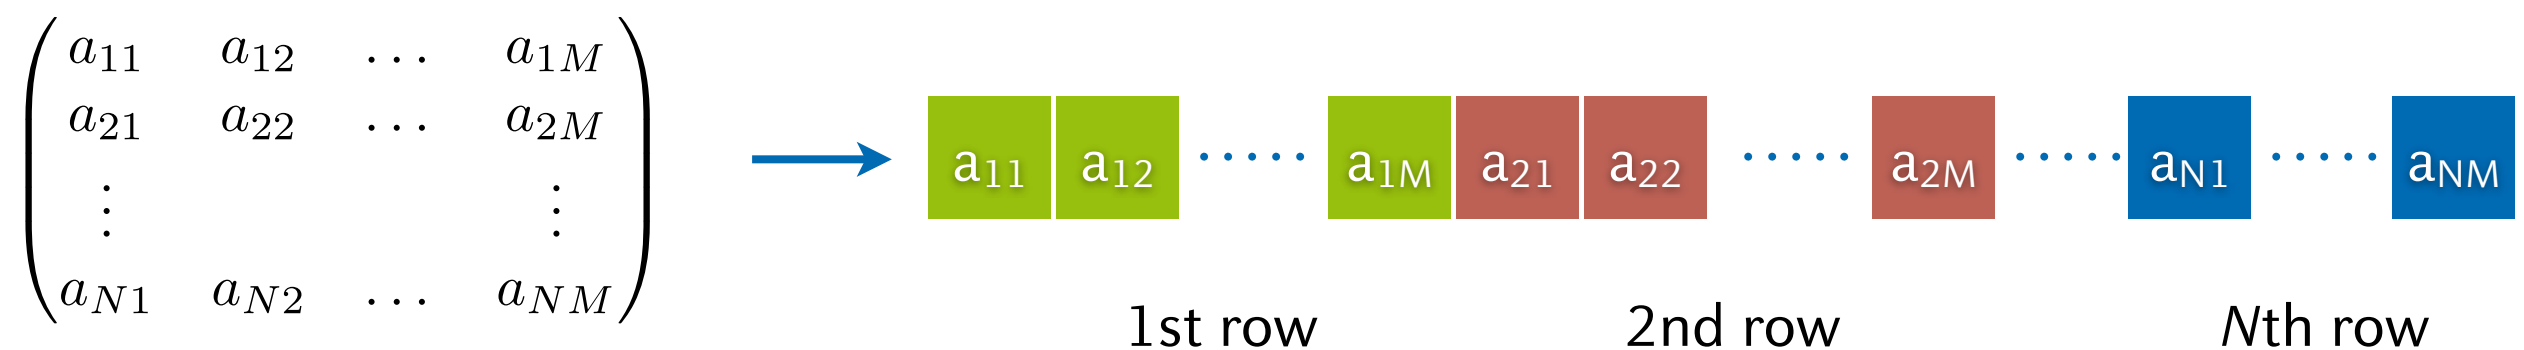 a11 a12 … a1M
a21 a22 … a2M
⋮ ⋮
aN1 aN2 … aNM
a11 a12 ..... a1M a21 a22 ..... a2M ..... aN1 ..... aNM
1st row 2nd row Nth row